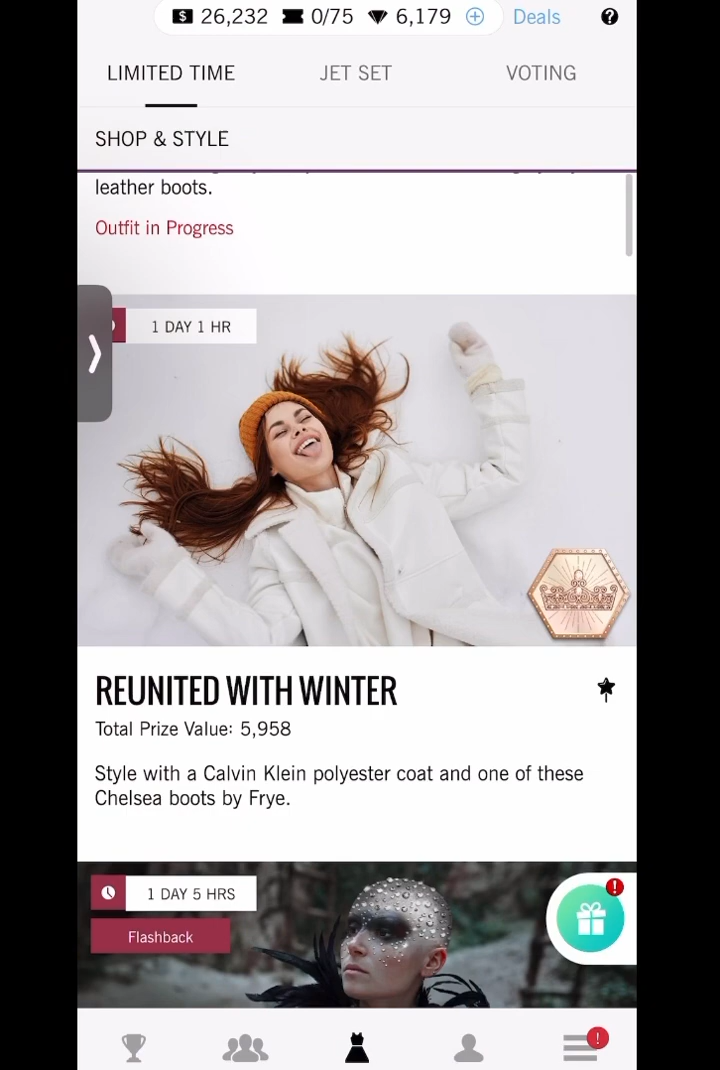 26,232 0/75 6,179 Deals
LIMITED TIME JET SET VOTING
SHOP & STYLE
leather boots.
Outfit in Progress
1 DAY 1 HR
REUNITED WITH WINTER
Total Prize Value: 5,958
Style with a Calvin Klein polyester coat and one of these
Chelsea boots by Frye.
1 DAY 5 HRS
Flashback